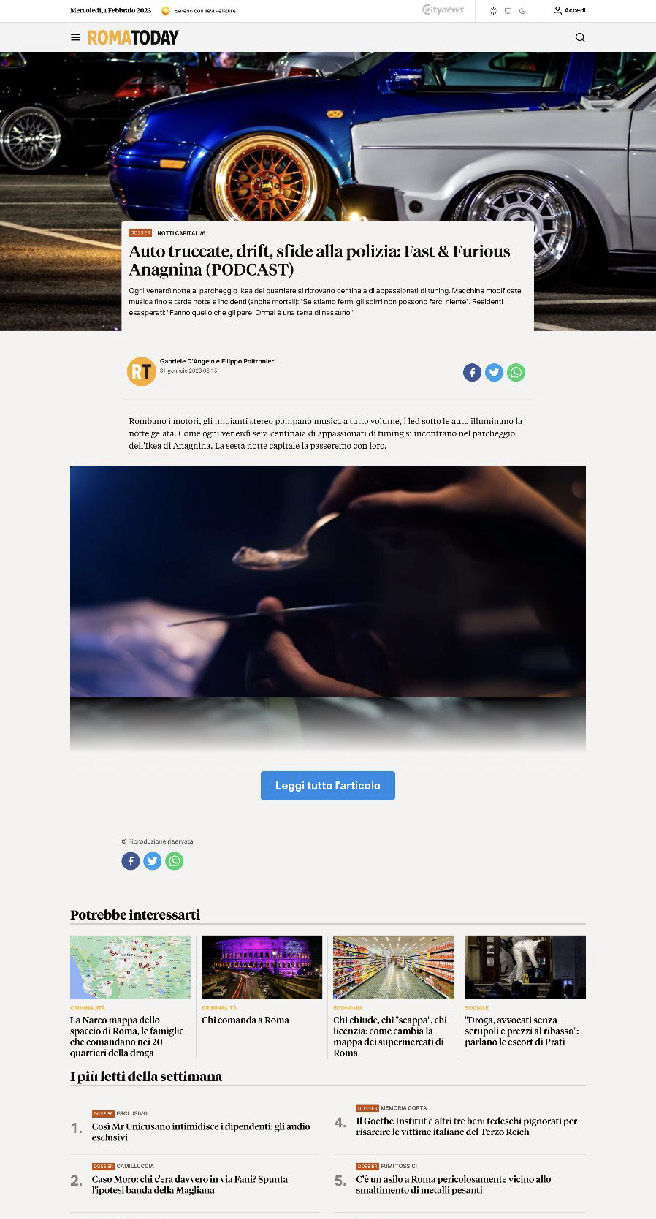 Mercoledì, 1 Febbraio 2023
Citynews
Accedi
ROMATODAY
DOSSIER NOTTI CAPITALI/6
Auto truccate, drift, sfide alla polizia: Fast & Furious
Anagnina (PODCAST)
Ogni venerdì notte al parcheggio Ikea del quartiere si ritrovano centinaia di appassionati di tuning. Macchine modificate,
musica fino a tarda notte e incidenti (anche mortali): "Se stiamo fermi gli sbirri non possono farci niente". Residenti
esasperati: "Fanno quello che gli pare. Ormai è una terra di nessuno"
RT
Gabriele D'Angelo e Filippo Poltronieri
31 gennaio 2023
Rombano i motori, gli impianti stereo pompano musica a tutto volume, i led sotto le auto illuminano la
notte gelata. Come ogni venerdì sera centinaia di appassionati di tuning si incontrano nel parcheggio
dell'Ikea di Anagnina. La sesta notte capitale la passeremo con loro.
Leggi tutto l'articolo
© Riproduzione riservata
Potrebbe interessarti
CRIMINALITÀ
La Narco mappa dello
spaccio di Roma, le famiglie
che comandano nei 20
quartieri della droga
CRIMINALITÀ
Chi comanda a Roma
ECONOMIA
Chi chiude, chi "scappa", chi
licenzia: come cambia la
mappa dei supermercati di
Roma
SOCIALE
"Droga, avvocati senza
scrupoli e prezzi al ribasso":
parlano le escort di Prati
I più letti della settimana
1.
DOSSIER ESCLUSIVO
Così Mr Unicusano intimidisce i dipendenti: gli audio
esclusivi
2.
DOSSIER CAMILLUCCIA
Caso Moro: chi c'era davvero in via Fani? Spunta
l'ipotesi banda della Magliana
4.
DOSSIER MEMORIA CORTA
Il Goethe Institut e altri tre beni tedeschi pignorati per
risarcire le vittime italiane del Terzo Reich
5.
DOSSIER FUMI TOSSICI
C'è un asilo a Roma pericolosamente vicino allo
smaltimento di metalli pesanti